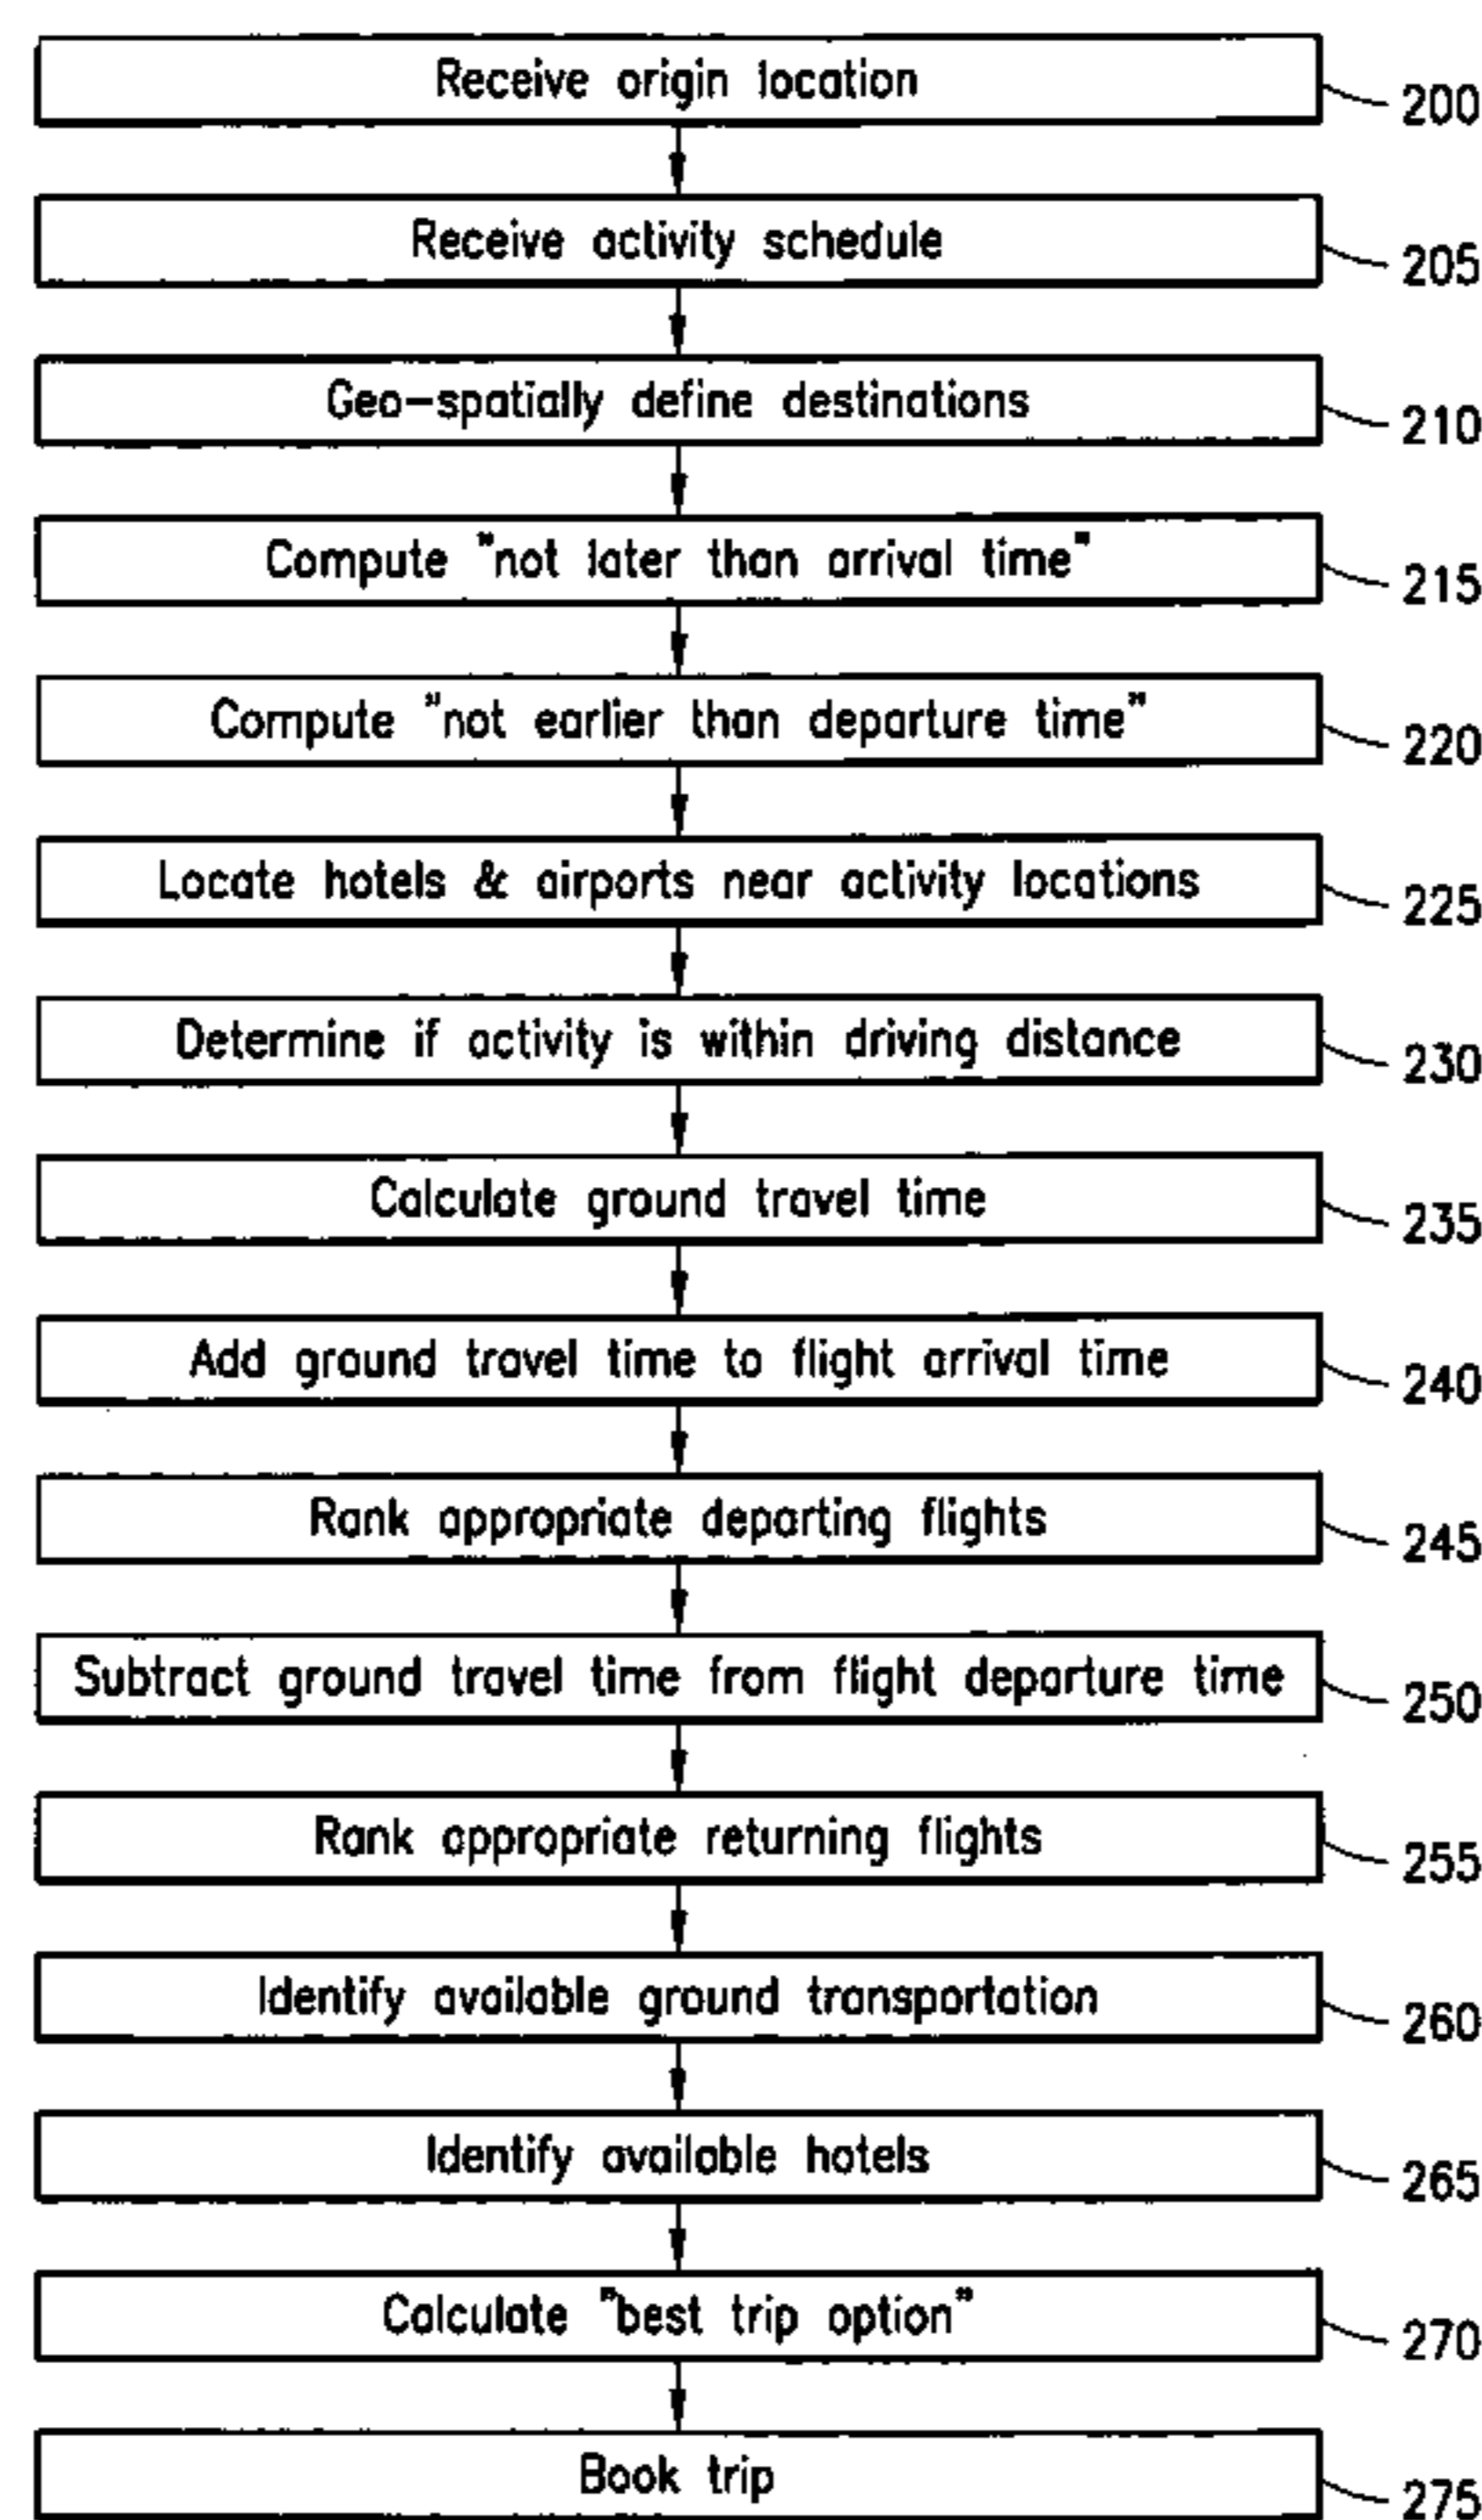 Receive origin location
200
Receive activity schedule
205
Geo-spatially define destinations
210
Compute "not later than arrival time"
215
Compute "not earlier than departure time"
220
Locate hotels & airports near activity locations
225
Determine if activity is within driving distance
230
Calculate ground travel time
235
Add ground travel time to flight arrival time
240
Rank appropriate departing flights
245
Subtract ground travel time from flight departure time
250
Rank appropriate returning flights
255
Identify available ground transportation
260
Identify available hotels
265
Calculate "best trip option"
270
Book trip
275